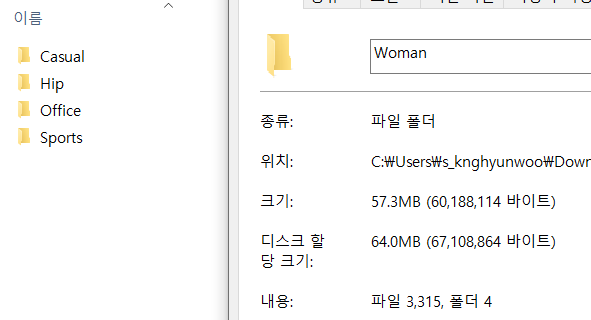 이름
Casual
Hip
Office
Sports
Woman
종류: 파일 폴더
위치: C:₩Users₩s_knghyunwoo₩Down
크기: 57.3MB (60,188,114 바이트)
디스크 할
당 크기: 64.0MB (67,108,864 바이트)
내용: 파일 3,315, 폴더 4